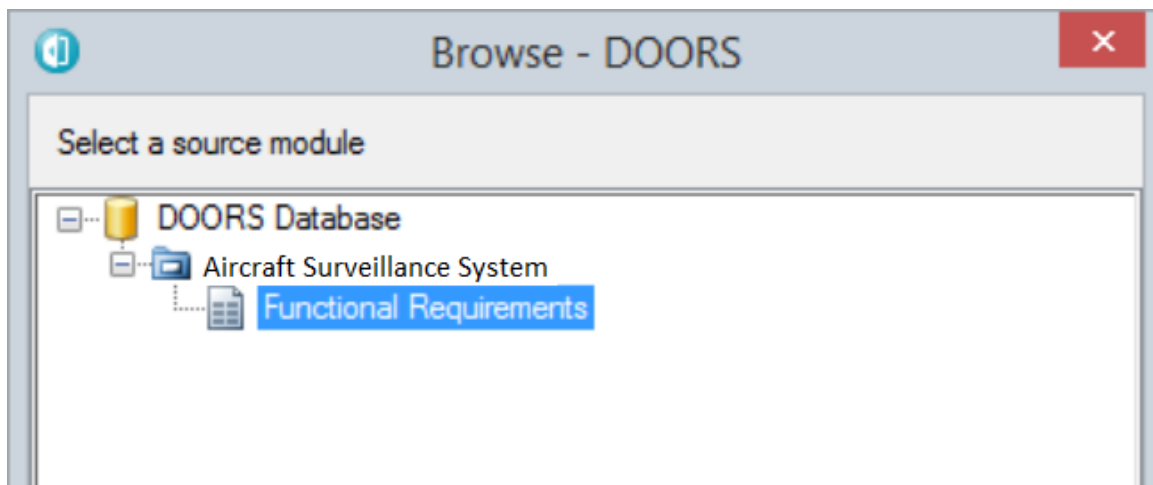 Browse - DOORS
Select a source module
DOORS Database
Aircraft Surveillance System
Functional Requirements